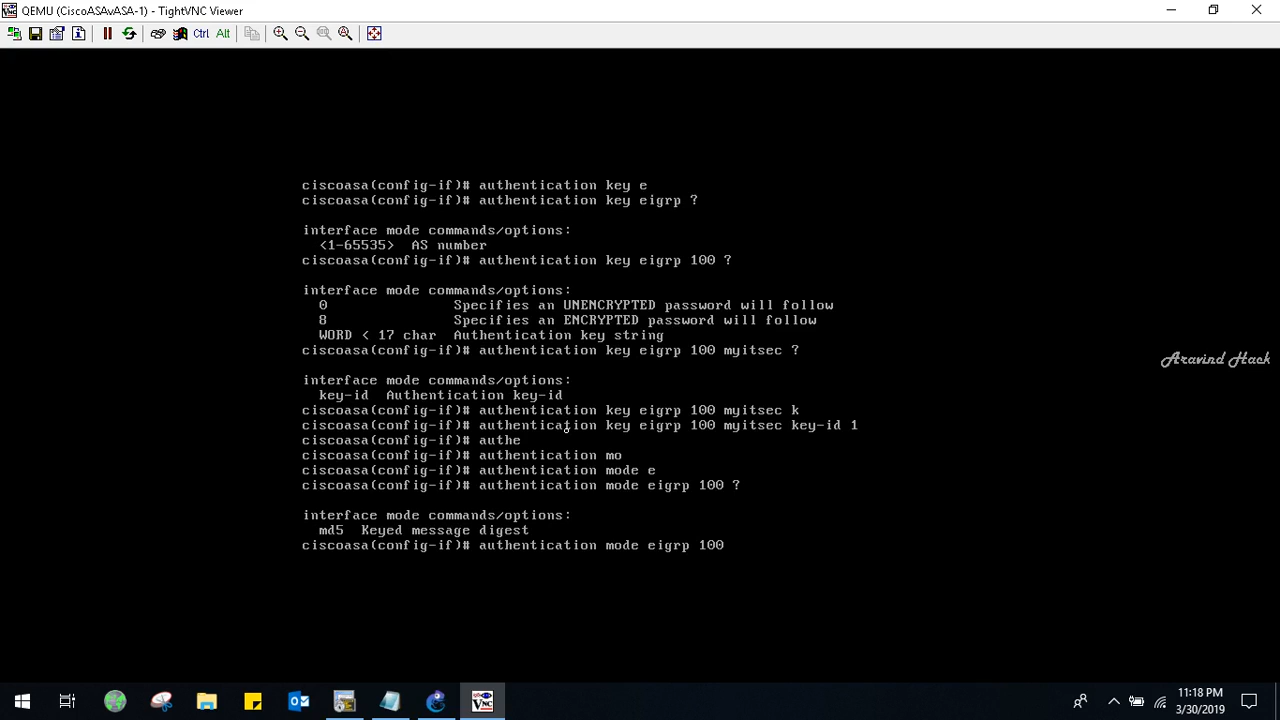 QEMU (CiscoASAvASA-1) - TightVNC Viewer
Ctrl Alt
ciscoasa(config-if)# authentication key e
ciscoasa(config-if)# authentication key eigrp ?
interface mode commands/options:
<1-65535> AS number
ciscoasa(config-if)# authentication key eigrp 100 ?
interface mode commands/options:
0 Specifies an UNENCRYPTED password will follow
8 Specifies an ENCRYPTED password will follow
WORD < 17 char Authentication key string
ciscoasa(config-if)# authentication key eigrp 100 myitsec ?
Aravind Hack
interface mode commands/options:
key-id Authentication key-id
ciscoasa(config-if)# authentication key eigrp 100 myitsec k
ciscoasa(config-if)# authentication key eigrp 100 myitsec key-id 1
ciscoasa(config-if)# authe
ciscoasa(config-if)# authentication mo
ciscoasa(config-if)# authentication mode e
ciscoasa(config-if)# authentication mode eigrp 100 ?
interface mode commands/options:
md5 Keyed message digest
ciscoasa(config-if)# authentication mode eigrp 100
11:18 PM
3/30/2019